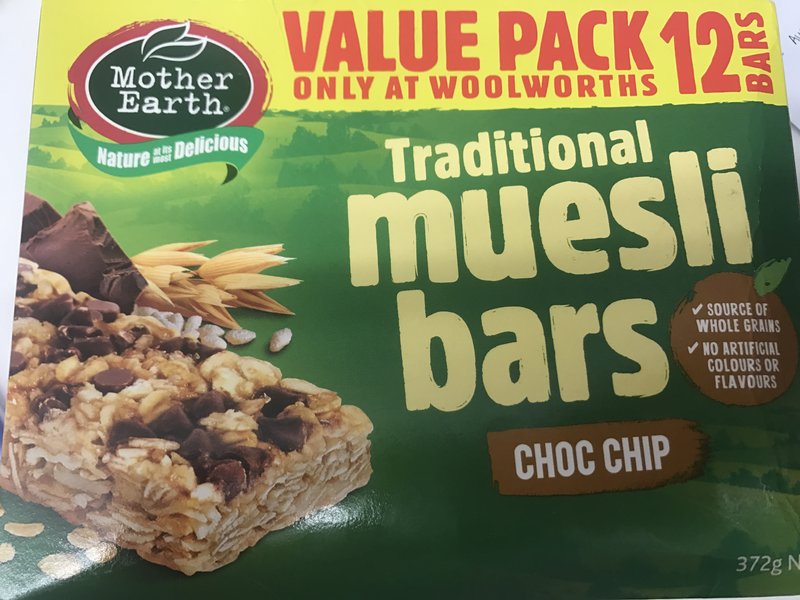 Mother
Earth®
Nature at its most Delicious
VALUE PACK
ONLY AT WOOLWORTHS
12 BARS
Traditional
muesli
bars
✓ SOURCE OF
WHOLE GRAINS
✓ NO ARTIFICIAL
COLOURS OR
FLAVOURS
CHOC CHIP
372g N